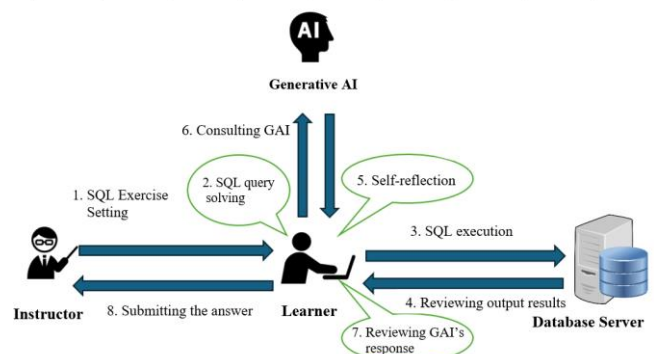 AI
Generative AI
6. Consulting GAI
2. SQL query
solving
5. Self-reflection
1. SQL Exercise
Setting
3. SQL execution
Instructor
8. Submitting the answer
Learner
4. Reviewing output results
Database Server
7. Reviewing GAI's
response